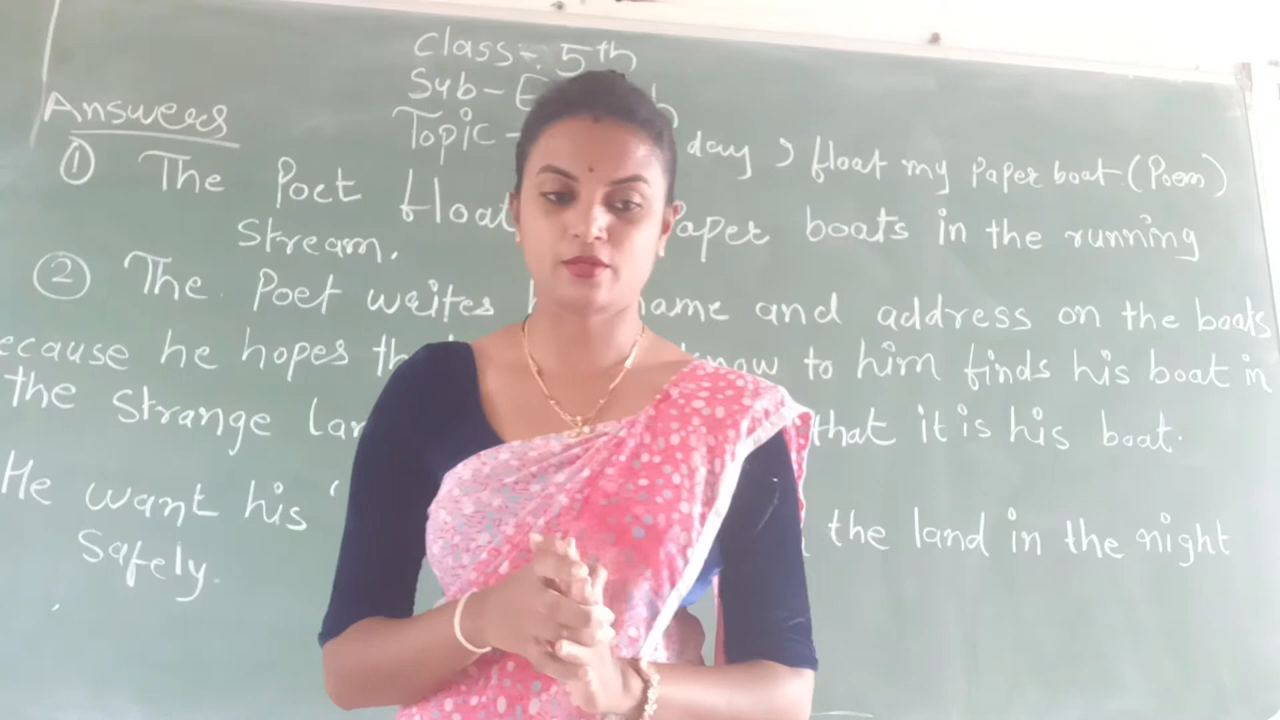 Class-:5th
Sub-
Topic- day I float my Paper boat (Poem)
Answers
① The Poet float Paper boats in the running
Stream.
② The Poet writes name and address on the boats
because he hopes know to him finds his boat in
the strange that it is his boat.
He want his the land in the night
Safely.